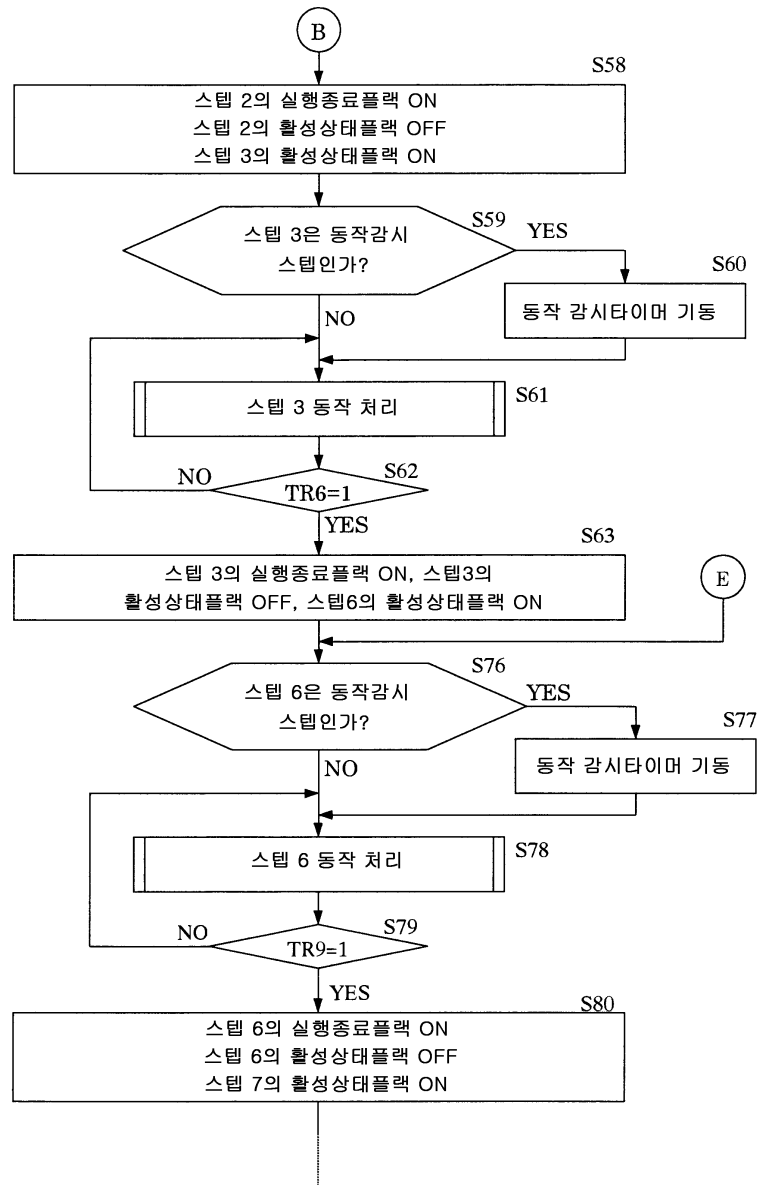 B
S58
스텝 2의 실행종료플랙 ON
스텝 2의 활성상태플랙 OFF
스텝 3의 활성상태플랙 ON
S59
스텝 3은 동작감시
스텝인가?
YES
S60
동작 감시타이머 기동
NO
스텝 3 동작 처리
S61
NO
S62
TR6=1
YES
S63
스텝 3의 실행종료플랙 ON, 스텝3의
활성상태플랙 OFF, 스텝6의 활성상태플랙 ON
E
S76
스텝 6은 동작감시
스텝인가?
YES
S77
동작 감시타이머 기동
NO
스텝 6 동작 처리
S78
NO
S79
TR9=1
YES
S80
스텝 6의 실행종료플랙 ON
스텝 6의 활성상태플랙 OFF
스텝 7의 활성상태플랙 ON